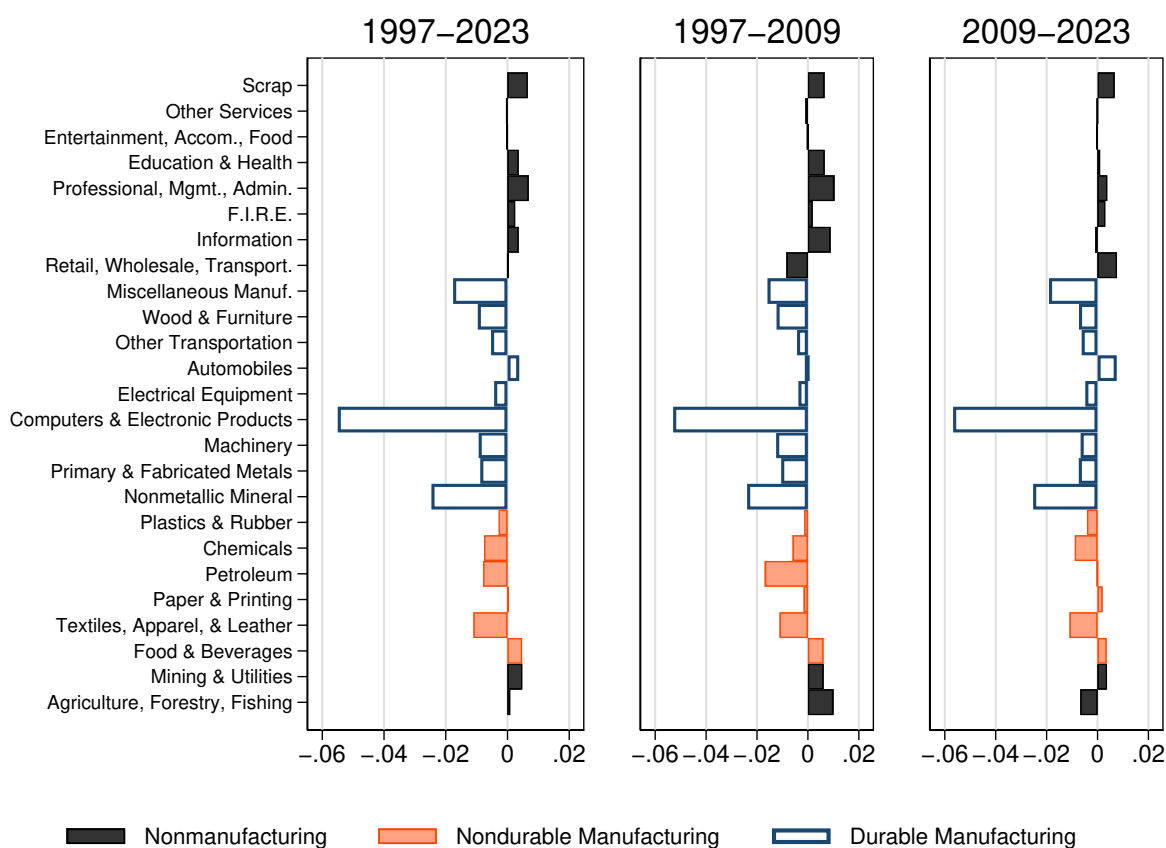 1997−2023
1997−2009
2009−2023
Scrap
Other Services
Entertainment, Accom., Food
Education & Health
Professional, Mgmt., Admin.
F.I.R.E.
Information
Retail, Wholesale, Transport.
Miscellaneous Manuf.
Wood & Furniture
Other Transportation
Automobiles
Electrical Equipment
Computers & Electronic Products
Machinery
Primary & Fabricated Metals
Nonmetallic Mineral
Plastics & Rubber
Chemicals
Petroleum
Paper & Printing
Textiles, Apparel, & Leather
Food & Beverages
Mining & Utilities
Agriculture, Forestry, Fishing
−.06 −.04 −.02 0 .02
−.06 −.04 −.02 0 .02
−.06 −.04 −.02 0 .02
Nonmanufacturing
Nondurable Manufacturing
Durable Manufacturing